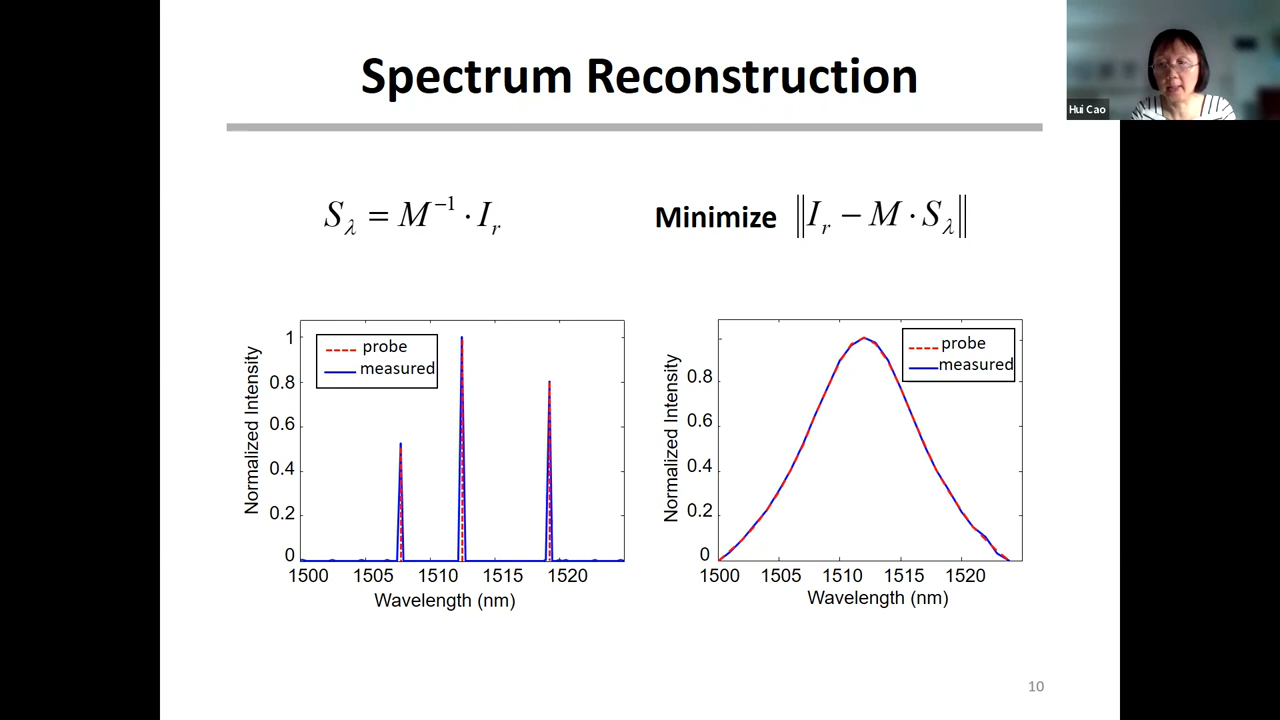 Spectrum Reconstruction
Hui Cao
S_λ = M⁻¹ · I_r
Minimize ‖I_r − M · S_λ‖
probe
measured
Normalized Intensity
1
0.8
0.6
0.4
0.2
0
1500 1505 1510 1515 1520
Wavelength (nm)
probe
measured
Normalized Intensity
0.8
0.6
0.4
0.2
0
1500 1505 1510 1515 1520
Wavelength (nm)
10